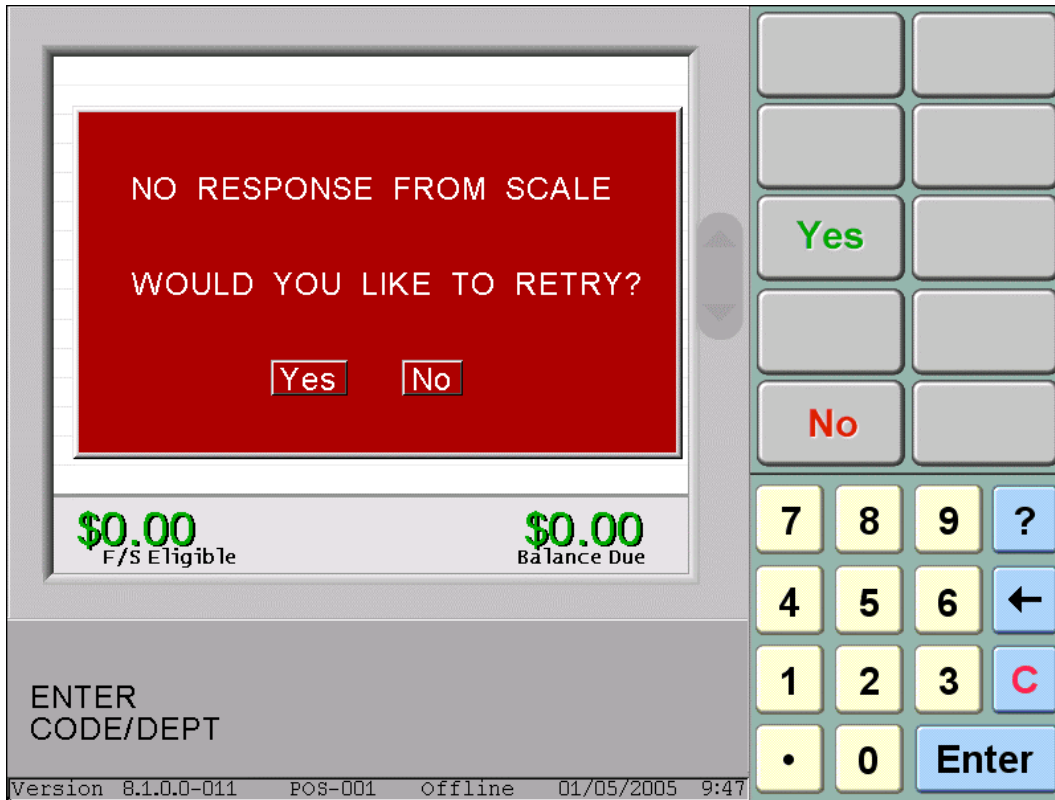 NO RESPONSE FROM SCALE
WOULD YOU LIKE TO RETRY?
Yes No
$0.00 $0.00
F/S Eligible Balance Due
ENTER
CODE/DEPT
Version 8.1.0.0-011 POS-001 Offline 01/05/2005 9:47
Yes
No
7 8 9 ?
4 5 6 ←
1 2 3 C
• 0 Enter